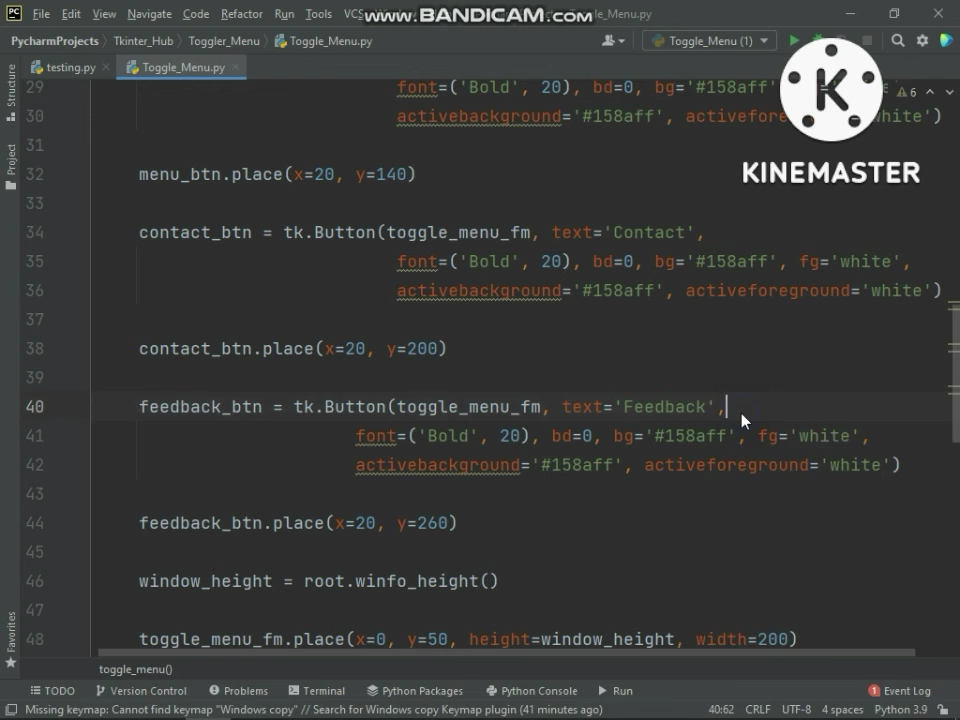 PC File Edit View Navigate Code Refactor Run Tools VCS www.BANDICAM.com Toggle_Menu.py
PycharmProjects Tkinter_Hub Toggler_Menu Toggle_Menu.py Toggle_Menu (1)
testing.py Toggle_Menu.py
Structure
Project
Favorites
K
KINEMASTER
6
29 font=('Bold', 20), bd=0, bg='#158aff'
30 activebackground='#158aff', activefore hite')
31
32 menu_btn.place(x=20, y=140)
33
34 contact_btn = tk.Button(toggle_menu_fm, text='Contact',
35 font=('Bold', 20), bd=0, bg='#158aff', fg='white',
36 activebackground='#158aff', activeforeground='white')
37
38 contact_btn.place(x=20, y=200)
39
40 feedback_btn = tk.Button(toggle_menu_fm, text='Feedback',
41 font=('Bold', 20), bd=0, bg='#158aff', fg='white',
42 activebackground='#158aff', activeforeground='white')
43
44 feedback_btn.place(x=20, y=260)
45
46 window_height = root.winfo_height()
47
48 toggle_menu_fm.place(x=0, y=50, height=window_height, width=200)
toggle_menu()
TODO Version Control Problems Terminal Python Packages Python Console Run 1 Event Log
Missing keymap: Cannot find keymap "Windows copy" // Search for Windows copy Keymap plugin (41 minutes ago) 40:62 CRLF UTF-8 4 spaces Python 3.9